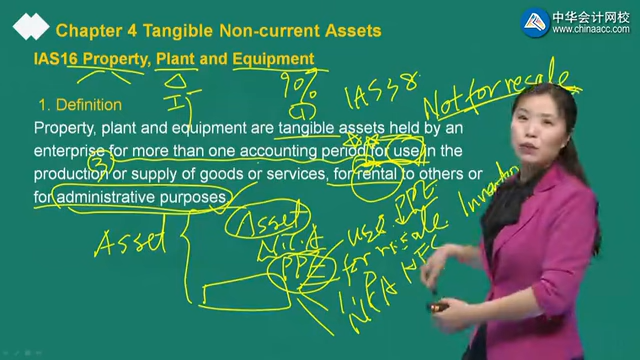 中华会计网校
www.chinaacc.com
Chapter 4 Tangible Non-current Assets
IAS16 Property, Plant and Equipment
90%
IAS38
Not for resale
1. Definition
Property, plant and equipment are tangible assets held by an
enterprise for more than one accounting period for use in the
production or supply of goods or services, for rental to others or
for administrative purposes.
③
Asset
Asset
PPE
use PPE
for resale